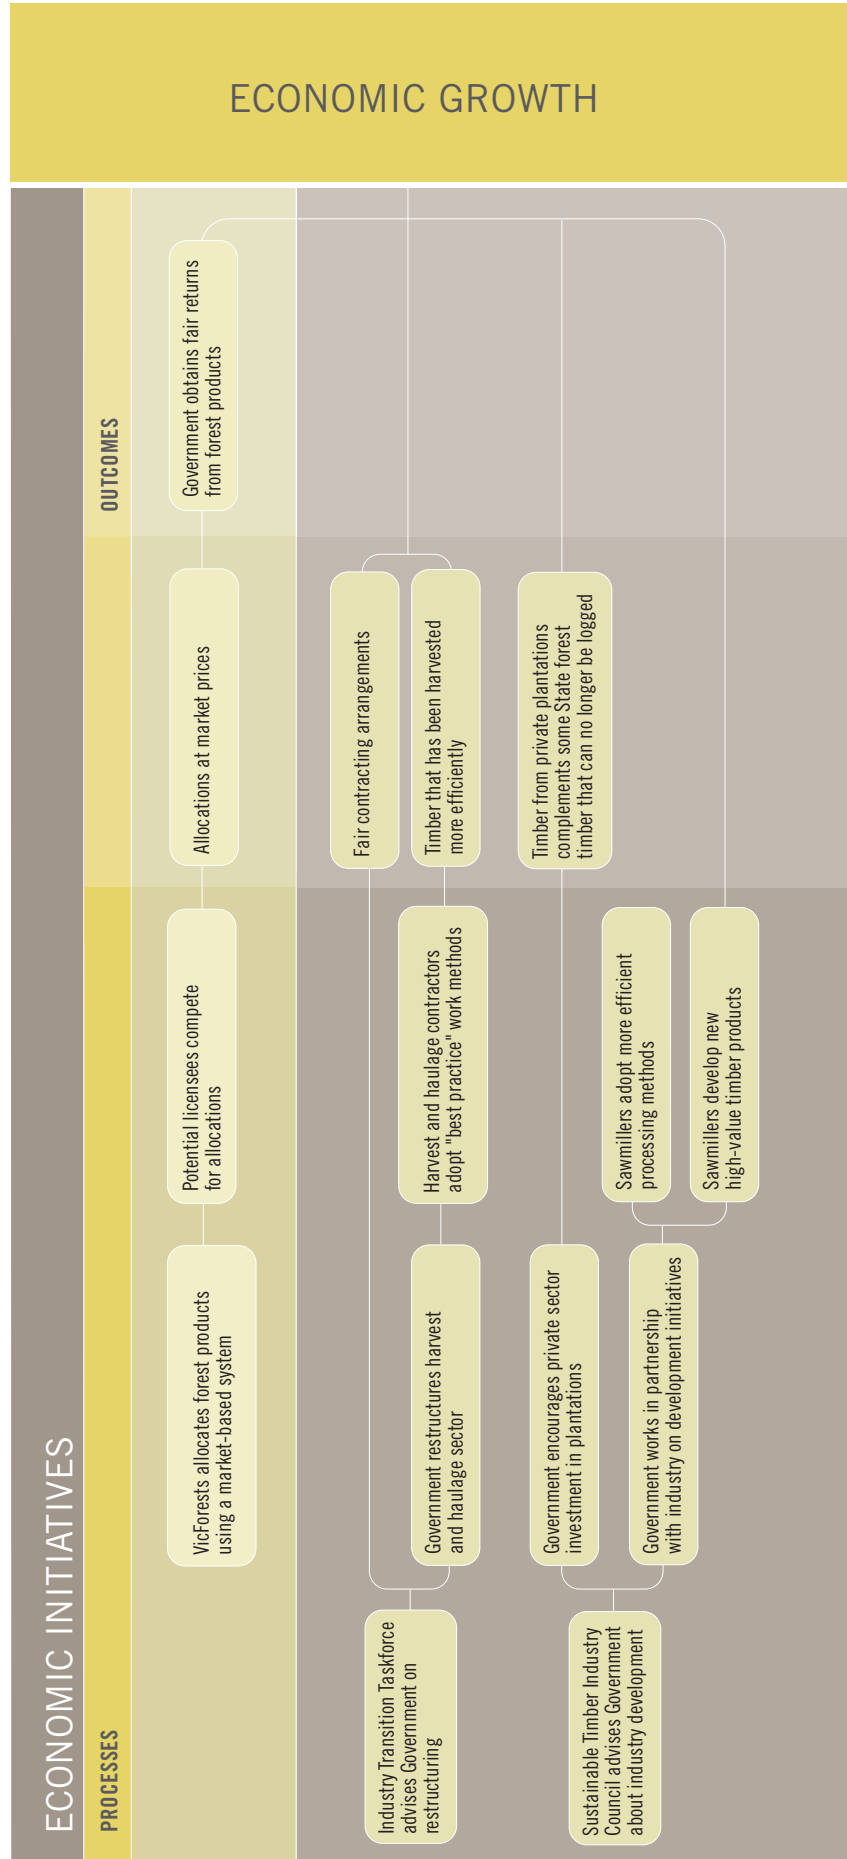 ECONOMIC GROWTH
ECONOMIC INITIATIVES
PROCESSES
OUTCOMES
VicForests allocates forest products
using a market-based system
Potential licensees compete
for allocations
Allocations at market prices
Government obtains fair returns
from forest products
Industry Transition Taskforce
advises Government on
restructuring
Fair contracting arrangements
Government restructures harvest
and haulage sector
Harvest and haulage contractors
adopt "best practice" work methods
Timber that has been harvested
more efficiently
Sustainable Timber Industry
Council advises Government
about industry development
Government encourages private sector
investment in plantations
Timber from private plantations
complements some State forest
timber that can no longer be logged
Government works in partnership
with industry on development initiatives
Sawmillers adopt more efficient
processing methods
Sawmillers develop new
high-value timber products